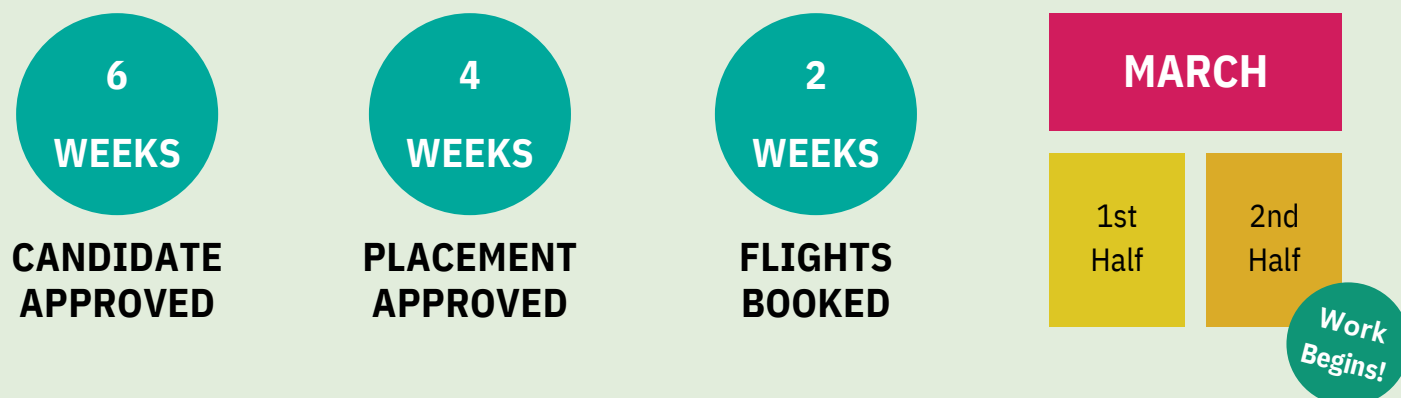 6
WEEKS
CANDIDATE
APPROVED
4
WEEKS
PLACEMENT
APPROVED
2
WEEKS
FLIGHTS
BOOKED
MARCH
1st
Half
2nd
Half
Work
Begins!